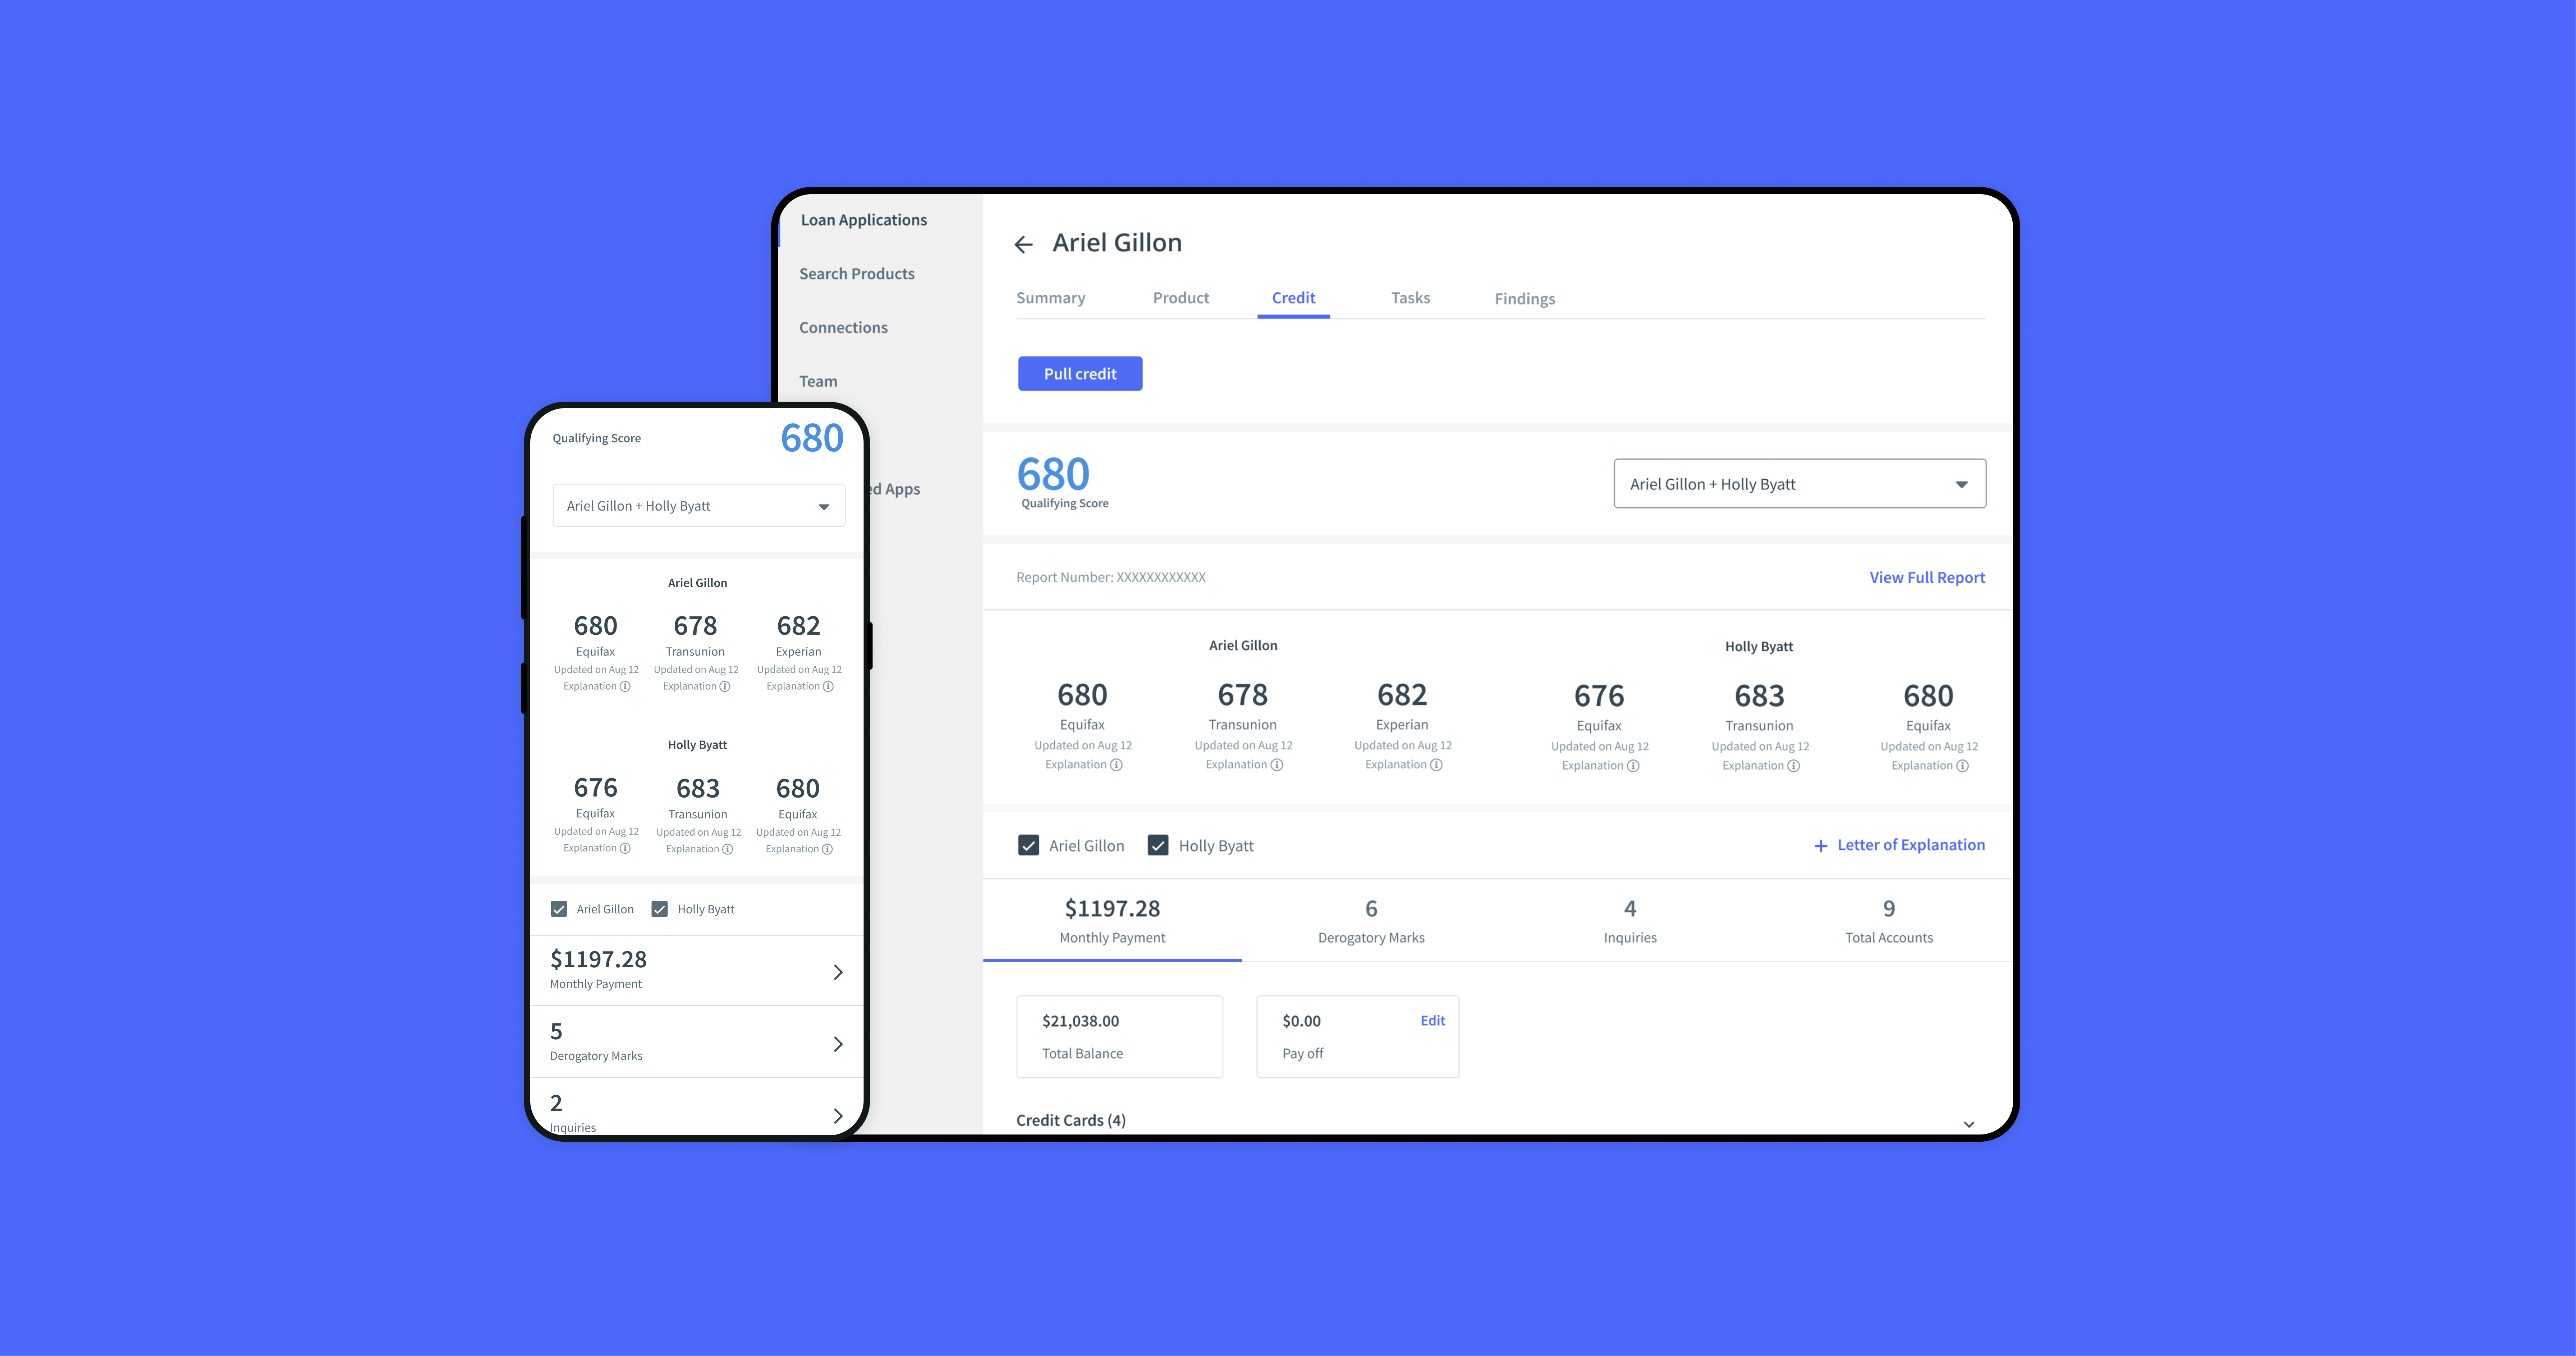 Loan Applications
Search Products
Connections
Team
Apps
Ariel Gillon
Summary Product Credit Tasks Findings
Pull credit
680
Qualifying Score
Ariel Gillon + Holly Byatt
Report Number: XXXXXXXXXXXX
View Full Report
Ariel Gillon
680 678 682
Equifax Transunion Experian
Updated on Aug 12 Updated on Aug 12 Updated on Aug 12
Explanation Explanation Explanation
Holly Byatt
676 683 680
Equifax Transunion Equifax
Updated on Aug 12 Updated on Aug 12 Updated on Aug 12
Explanation Explanation Explanation
Ariel Gillon Holly Byatt
+ Letter of Explanation
$1197.28 6 4 9
Monthly Payment Derogatory Marks Inquiries Total Accounts
$21,038.00
Total Balance
$0.00 Edit
Pay off
Credit Cards (4)
Qualifying Score 680
Ariel Gillon + Holly Byatt
Ariel Gillon
680 678 682
Equifax Transunion Experian
Updated on Aug 12 Updated on Aug 12 Updated on Aug 12
Explanation Explanation Explanation
Holly Byatt
676 683 680
Equifax Transunion Equifax
Updated on Aug 12 Updated on Aug 12 Updated on Aug 12
Explanation Explanation Explanation
Ariel Gillon Holly Byatt
$1197.28
Monthly Payment
5
Derogatory Marks
2
Inquiries